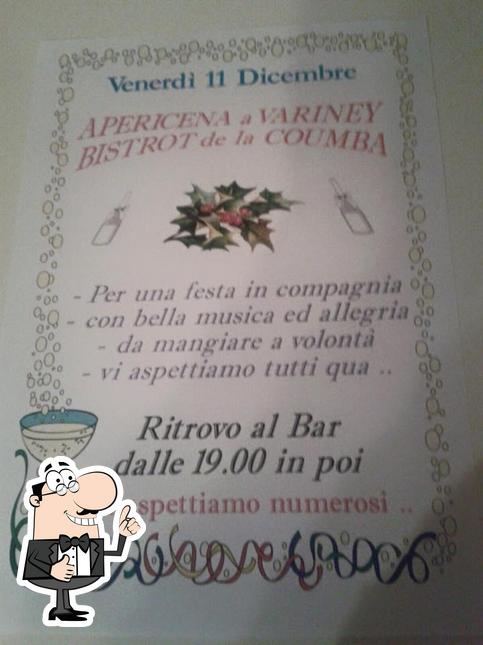 Venerdì 11 Dicembre
APERICENA a VARINEY
BISTROT de la COUMBA
- Per una festa in compagnia
- con bella musica ed allegria
- da mangiare a volontà
- vi aspettiamo tutti qua ..
Ritrovo al Bar
dalle 19.00 in poi
spettiamo numerosi ..